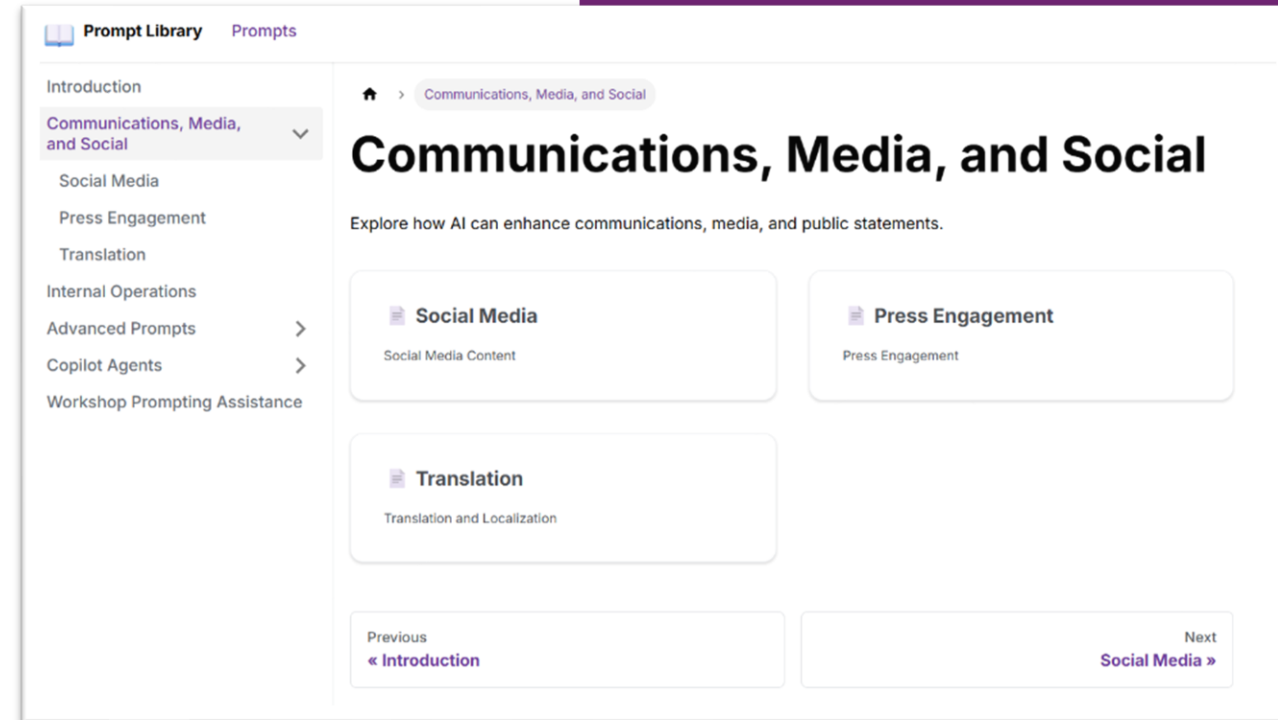 Prompt Library Prompts
Introduction
Communications, Media,
and Social
Social Media
Press Engagement
Translation
Internal Operations
Advanced Prompts
Copilot Agents
Workshop Prompting Assistance
Communications, Media, and Social
Communications, Media, and Social
Explore how AI can enhance communications, media, and public statements.
Social Media
Social Media Content
Press Engagement
Press Engagement
Translation
Translation and Localization
Previous
« Introduction
Next
Social Media »